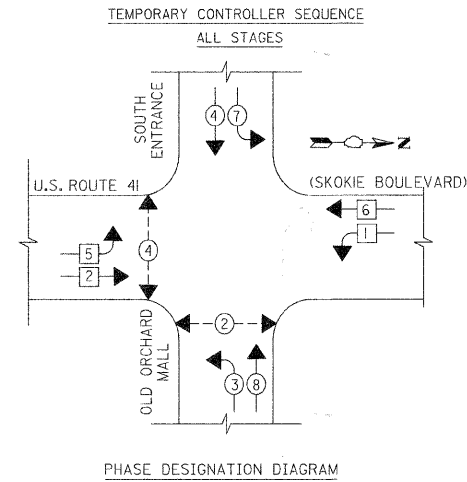 TEMPORARY CONTROLLER SEQUENCE
ALL STAGES
SOUTH
ENTRANCE
4
7
N
U.S. ROUTE 41
(SKOKIE BOULEVARD)
6
1
5
2
4
2
OLD ORCHARD
MALL
3
8
PHASE DESIGNATION DIAGRAM